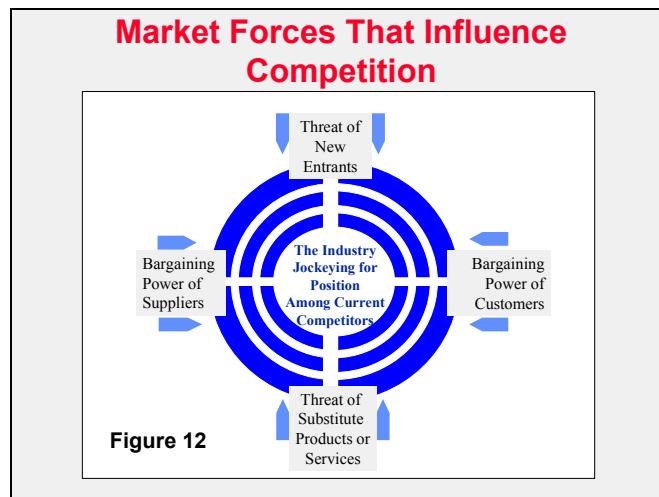 Market Forces That Influence
Competition
Threat of
New
Entrants
Bargaining
Power of
Suppliers
The Industry
Jockeying for
Position
Among Current
Competitors
Bargaining
Power of
Customers
Threat of
Substitute
Products or
Services
Figure 12